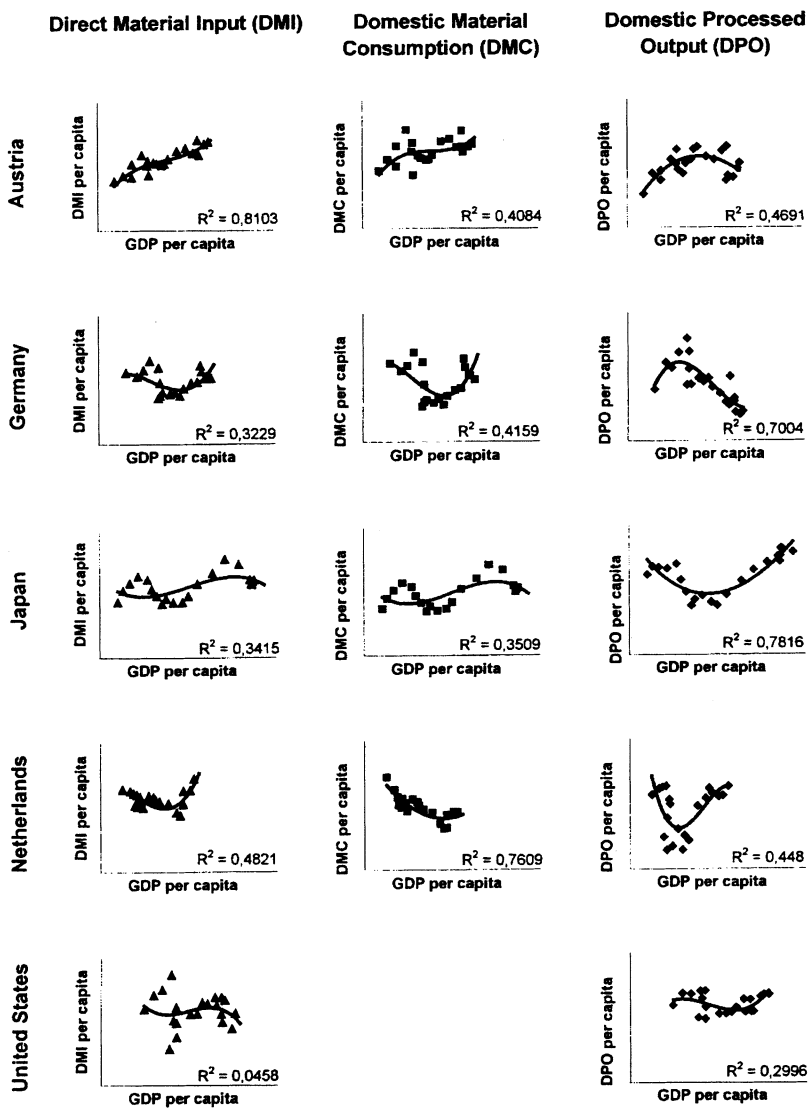 Direct Material Input (DMI)
Domestic Material
Consumption (DMC)
Domestic Processed
Output (DPO)
Austria
DMI per capita
R² = 0,8103
GDP per capita
DMC per capita
R² = 0,4084
GDP per capita
DPO per capita
R² = 0,4691
GDP per capita
Germany
DMI per capita
R² = 0,3229
GDP per capita
DMC per capita
R² = 0,4159
GDP per capita
DPO per capita
R² = 0,7004
GDP per capita
Japan
DMI per capita
R² = 0,3415
GDP per capita
DMC per capita
R² = 0,3509
GDP per capita
DPO per capita
R² = 0,7816
GDP per capita
Netherlands
DMI per capita
R² = 0,4821
GDP per capita
DMC per capita
R² = 0,7609
GDP per capita
DPO per capita
R² = 0,448
GDP per capita
United States
DMI per capita
R² = 0,0458
GDP per capita
DPO per capita
R² = 0,2996
GDP per capita